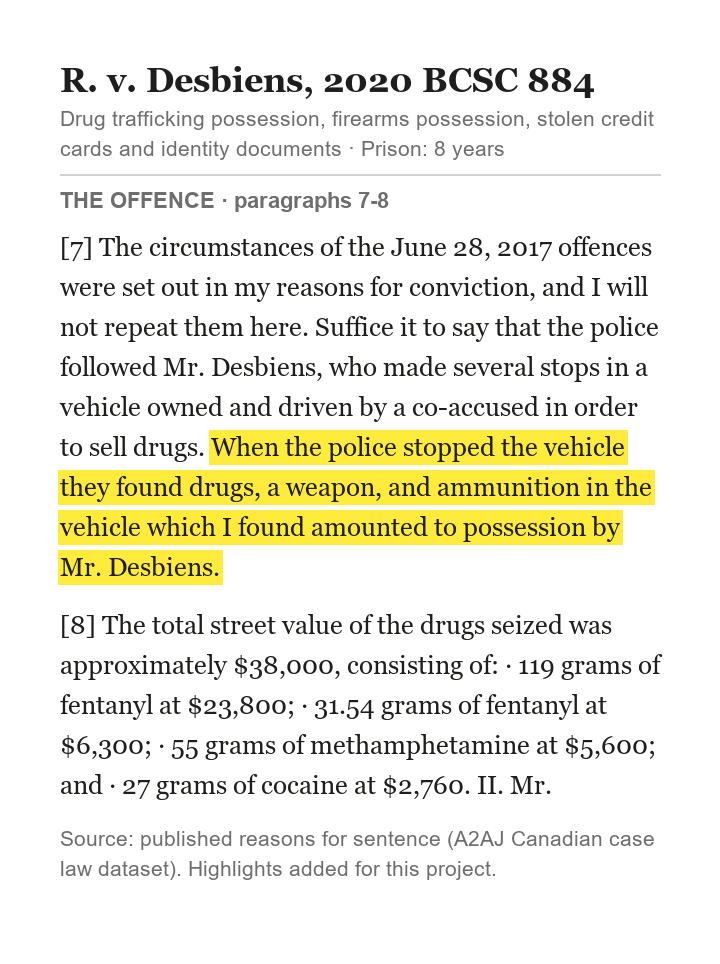 R. v. Desbiens, 2020 BCSC 884
Drug trafficking possession, firearms possession, stolen credit
cards and identity documents · Prison: 8 years
THE OFFENCE · paragraphs 7-8
[7] The circumstances of the June 28, 2017 offences
were set out in my reasons for conviction, and I will
not repeat them here. Suffice it to say that the police
followed Mr. Desbiens, who made several stops in a
vehicle owned and driven by a co-accused in order
to sell drugs. When the police stopped the vehicle
they found drugs, a weapon, and ammunition in the
vehicle which I found amounted to possession by
Mr. Desbiens.
[8] The total street value of the drugs seized was
approximately $38,000, consisting of: · 119 grams of
fentanyl at $23,800; · 31.54 grams of fentanyl at
$6,300; · 55 grams of methamphetamine at $5,600;
and · 27 grams of cocaine at $2,760. II. Mr.
Source: published reasons for sentence (A2AJ Canadian case
law dataset). Highlights added for this project.